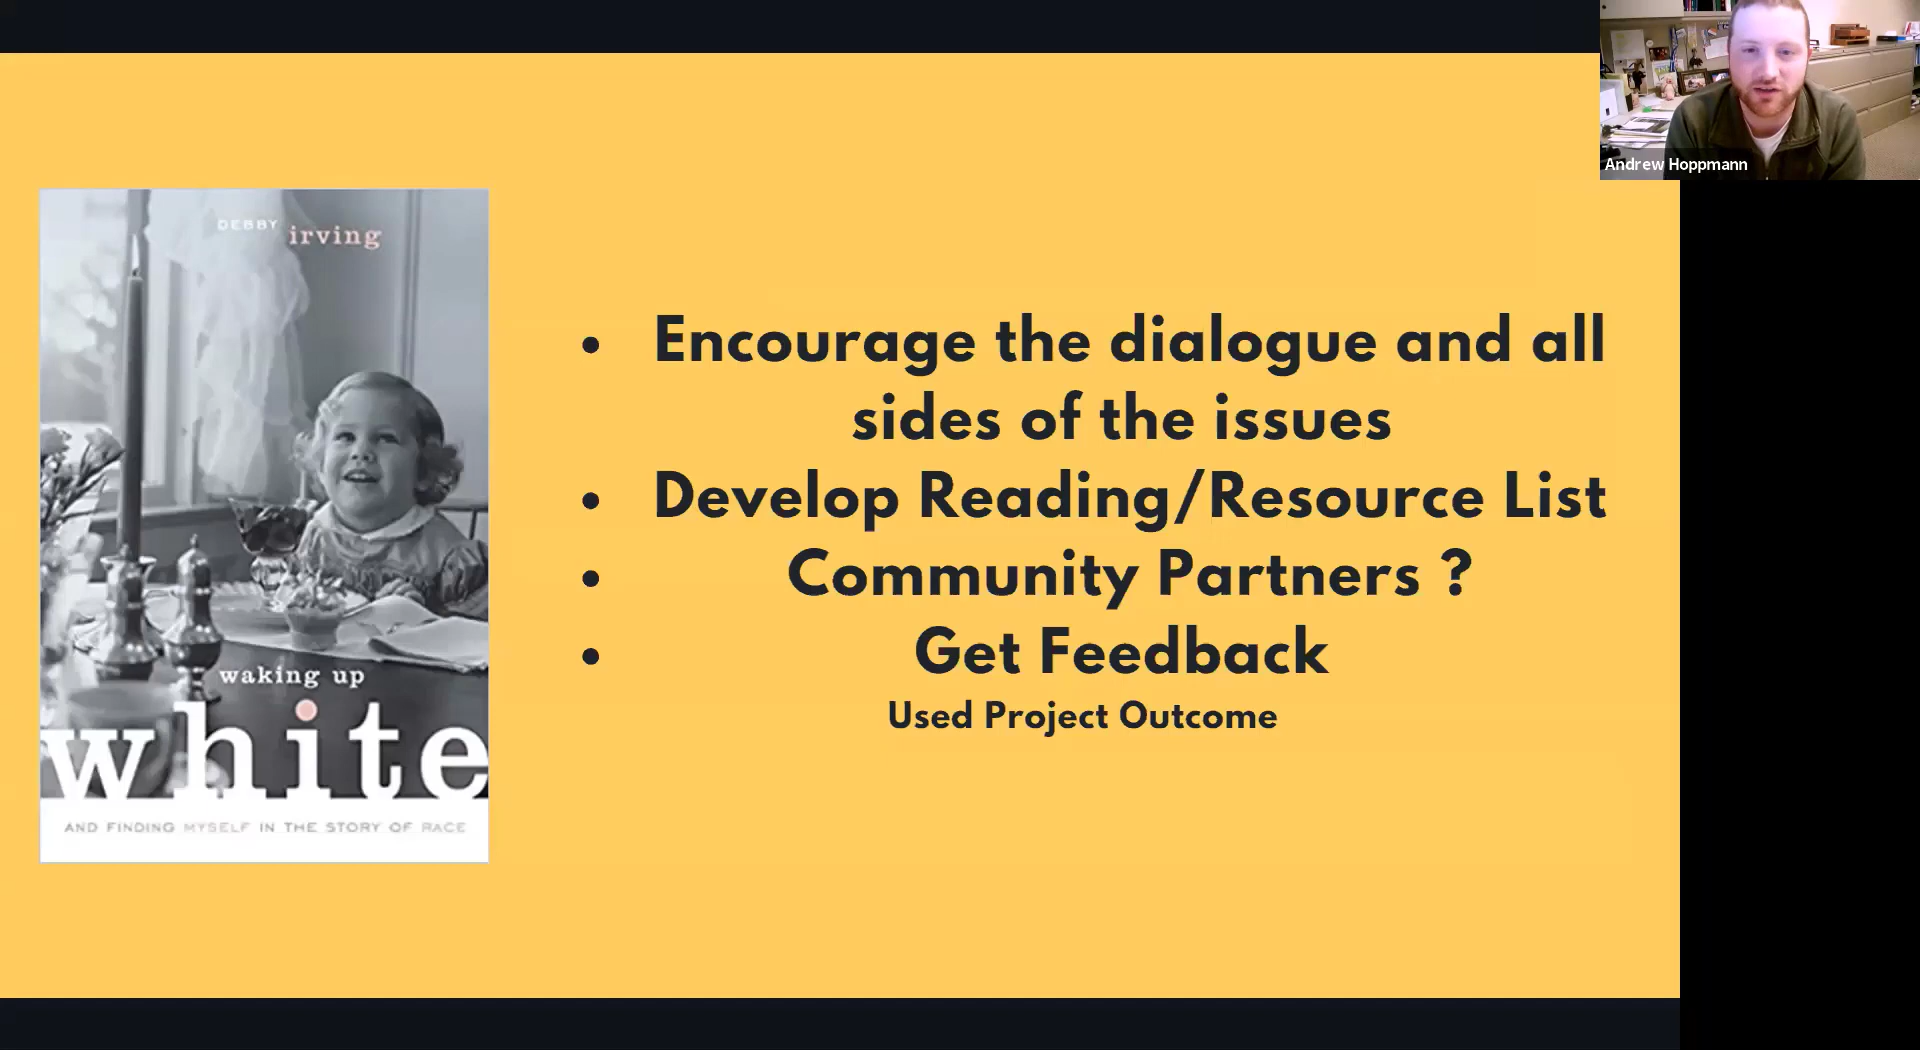 Andrew Hoppmann
DEBBY irving
waking up
white
AND FINDING MYSELF IN THE STORY OF RACE
• Encourage the dialogue and all
sides of the issues
• Develop Reading/Resource List
• Community Partners ?
• Get Feedback
Used Project Outcome